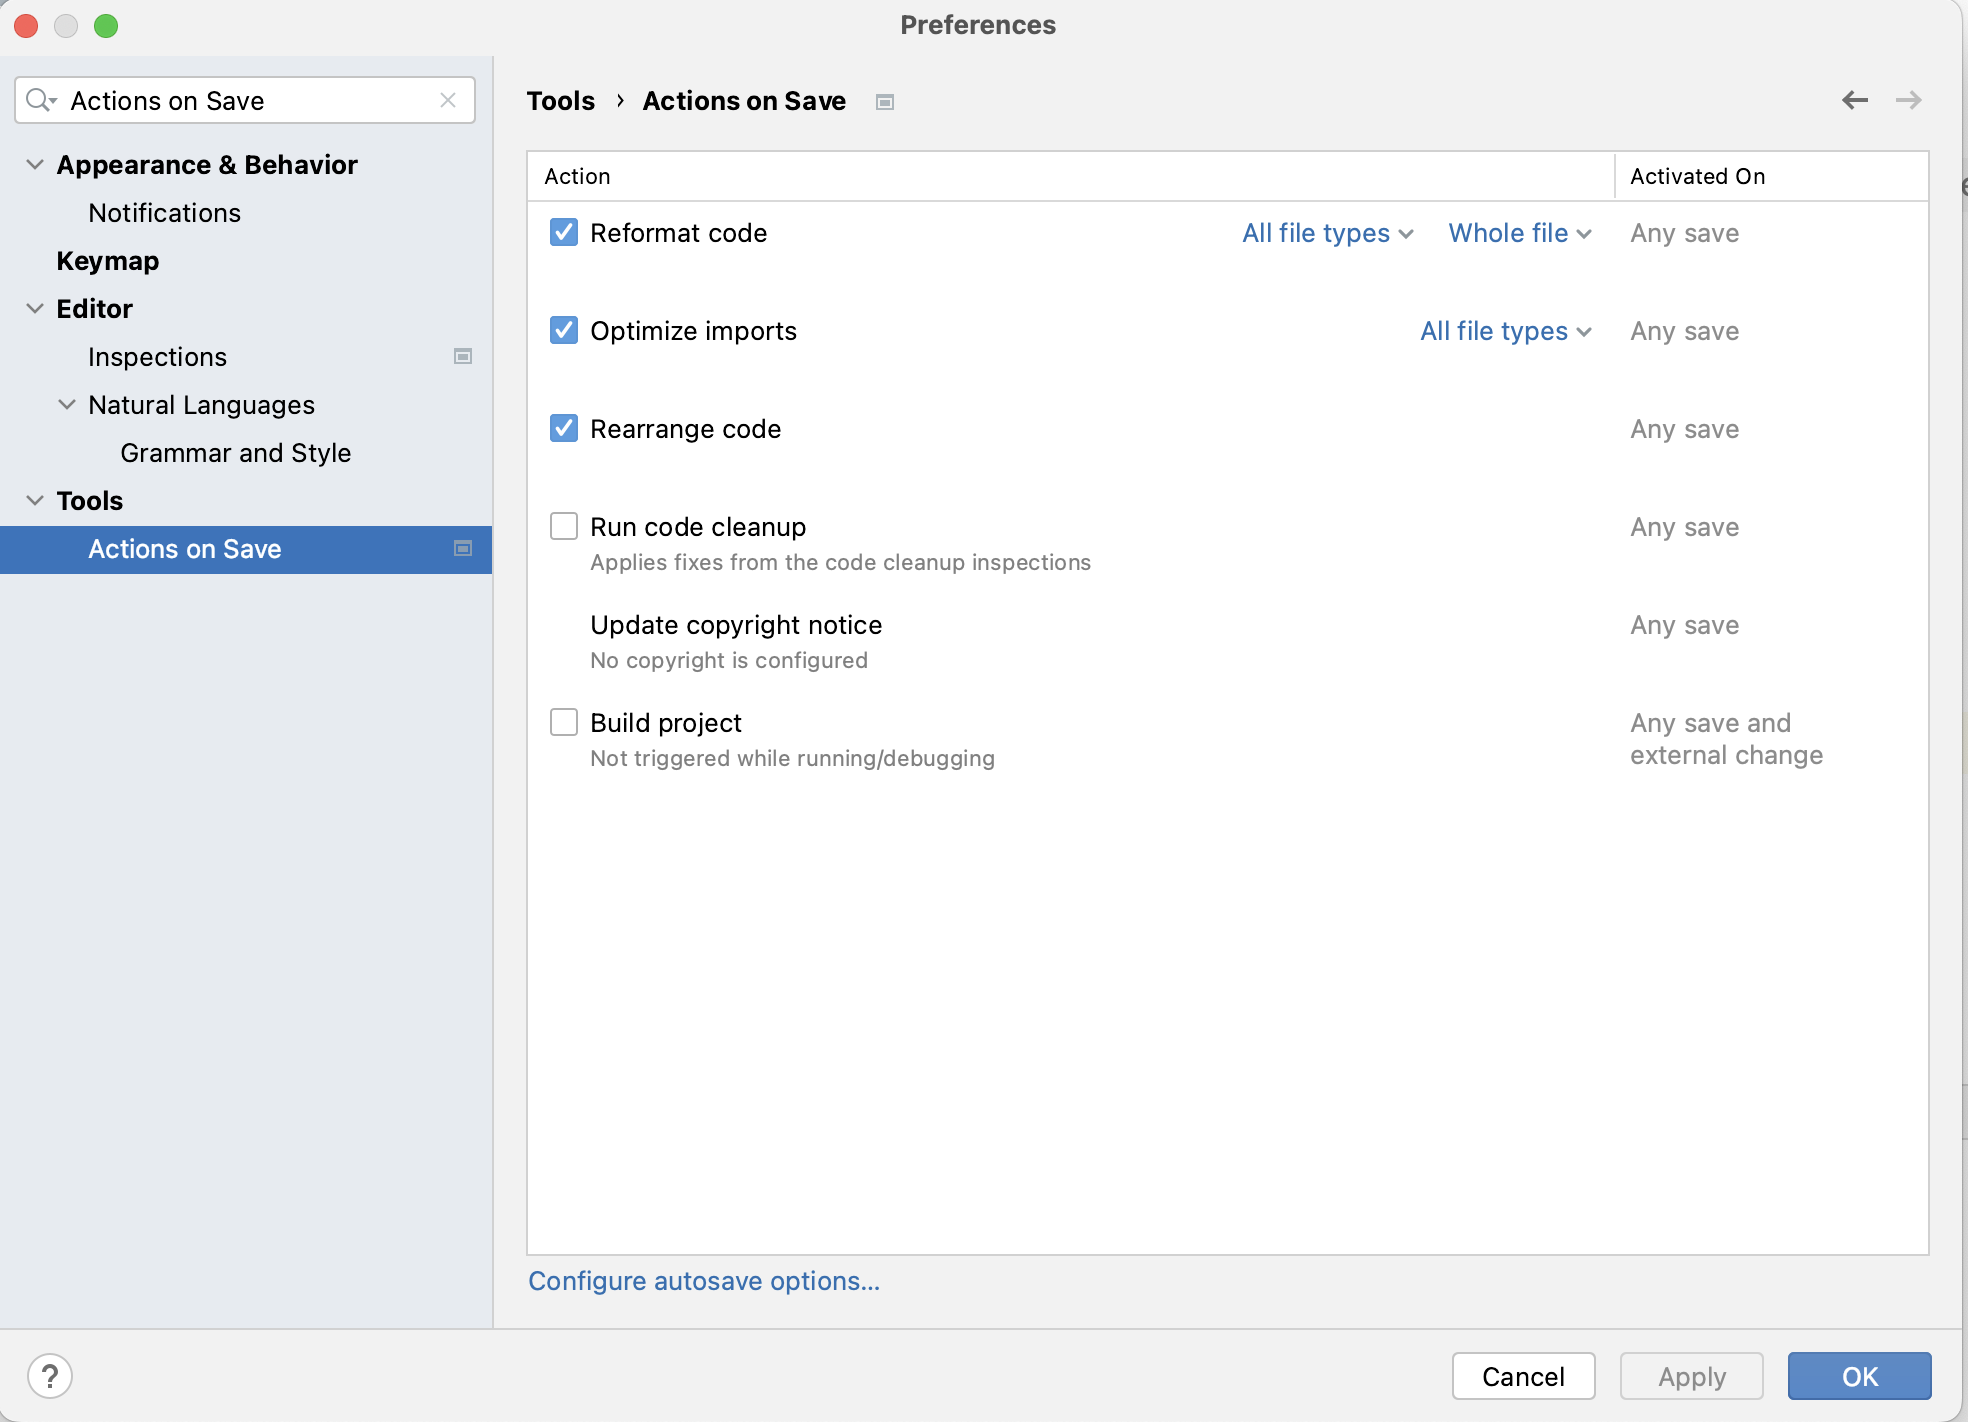 Preferences
Actions on Save
Appearance & Behavior
Notifications
Keymap
Editor
Inspections
Natural Languages
Grammar and Style
Tools
Actions on Save
Tools › Actions on Save
Action Activated On
Reformat code All file types Whole file Any save
Optimize imports All file types Any save
Rearrange code Any save
Run code cleanup Any save
Applies fixes from the code cleanup inspections
Update copyright notice Any save
No copyright is configured
Build project Any save and
Not triggered while running/debugging external change
Configure autosave options...
? Cancel Apply OK